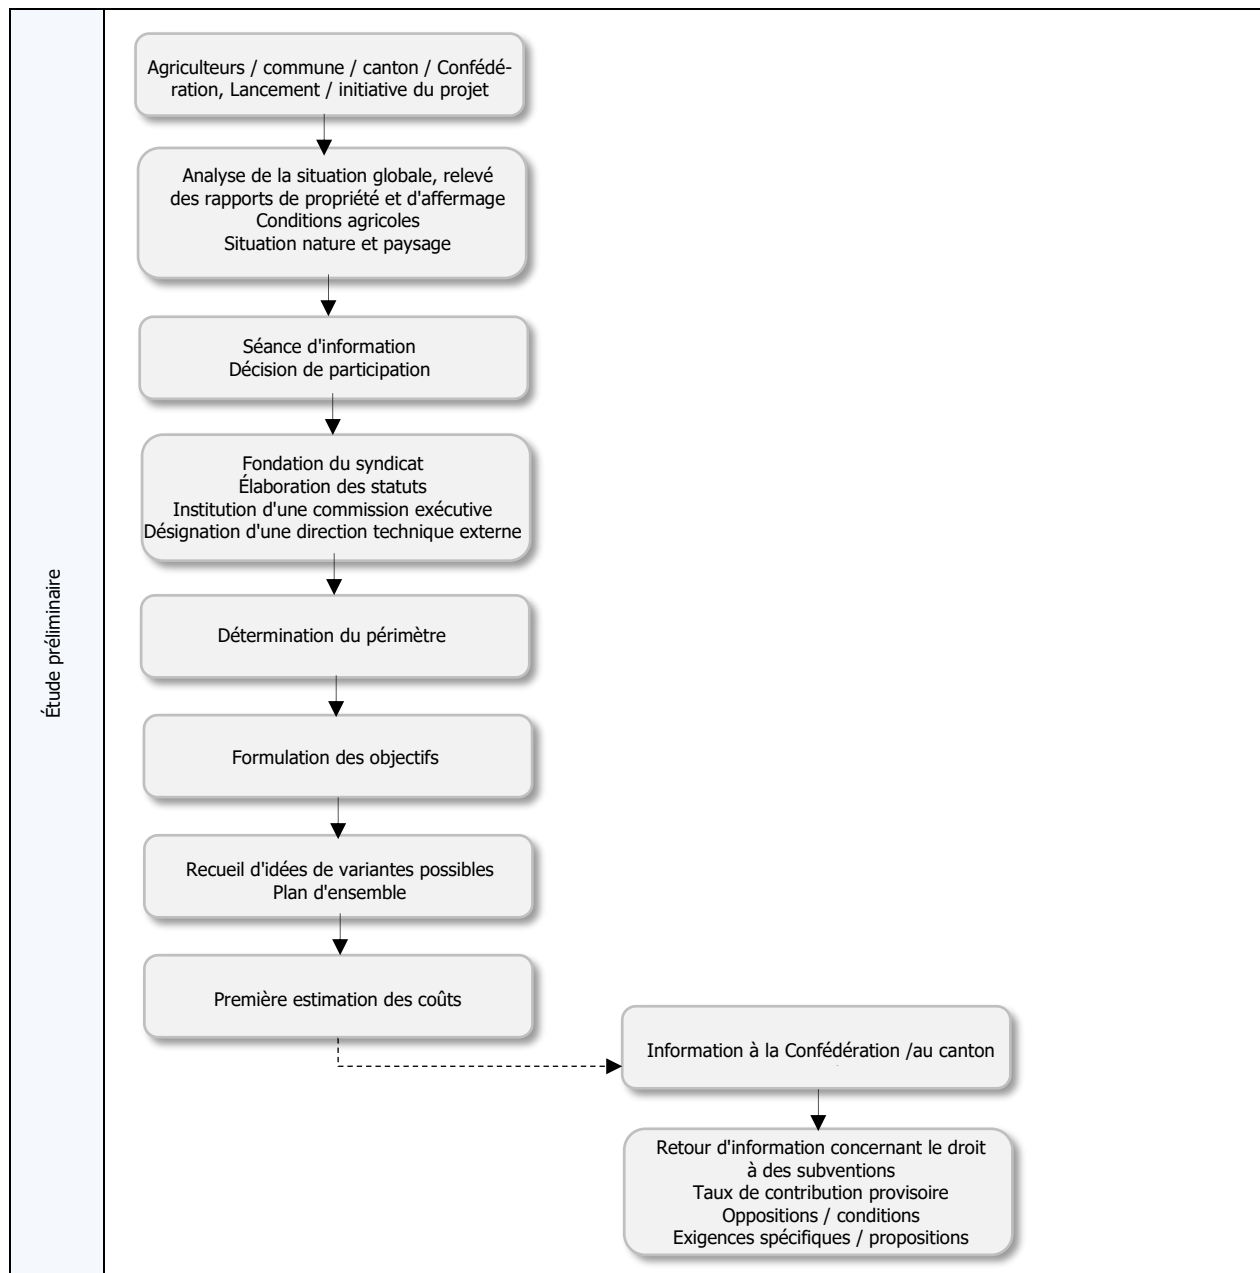 Agriculteurs / commune / canton / Confédé-
ration, Lancement / initiative du projet
Analyse de la situation globale, relevé
des rapports de propriété et d'affermage
Conditions agricoles
Situation nature et paysage
Séance d'information
Décision de participation
Fondation du syndicat
Élaboration des statuts
Institution d'une commission exécutive
Désignation d'une direction technique externe
Étude préliminaire
Détermination du périmètre
Formulation des objectifs
Recueil d'idées de variantes possibles
Plan d'ensemble
Première estimation des coûts
Information à la Confédération /au canton
Retour d'information concernant le droit
à des subventions
Taux de contribution provisoire
Oppositions / conditions
Exigences spécifiques / propositions